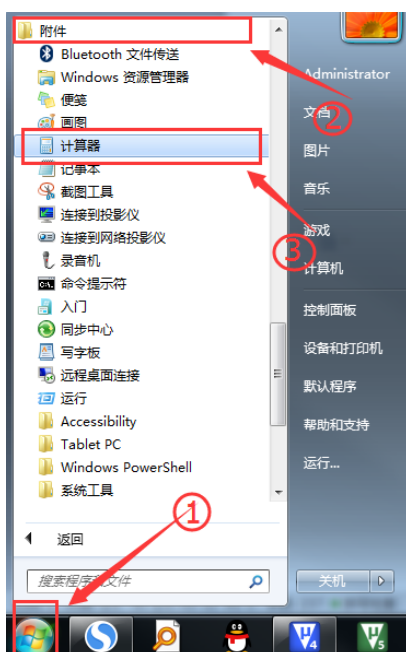 附件
Bluetooth 文件传送
Windows 资源管理器
便笺
画图
计算器
记事本
截图工具
连接到投影仪
连接到网络投影仪
录音机
命令提示符
入门
同步中心
写字板
远程桌面连接
运行
Accessibility
Tablet PC
Windows PowerShell
系统工具
返回
搜索程序和文件
Administrator
文档
图片
音乐
游戏
计算机
控制面板
设备和打印机
默认程序
帮助和支持
运行...
关机
①
②
③
4
5